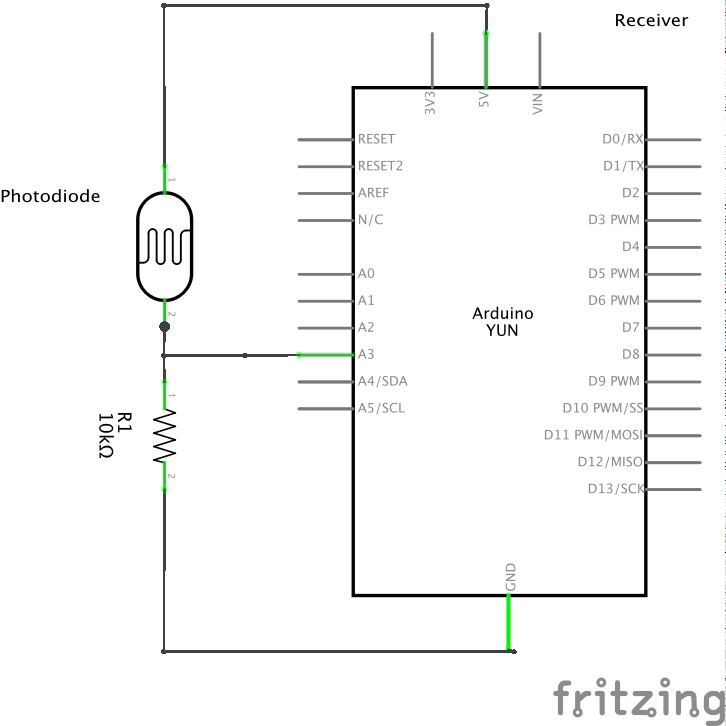 Receiver
3V3
5V
VIN
RESET
RESET2
AREF
N/C
A0
A1
A2
A3
A4/SDA
A5/SCL
D0/RX
D1/TX
D2
D3 PWM
D4
D5 PWM
D6 PWM
D7
D8
D9 PWM
D10 PWM/SS
D11 PWM/MOSI
D12/MISO
D13/SCK
Arduino
YUN
GND
Photodiode
1
2
R1
10kΩ
1
2
fritzing